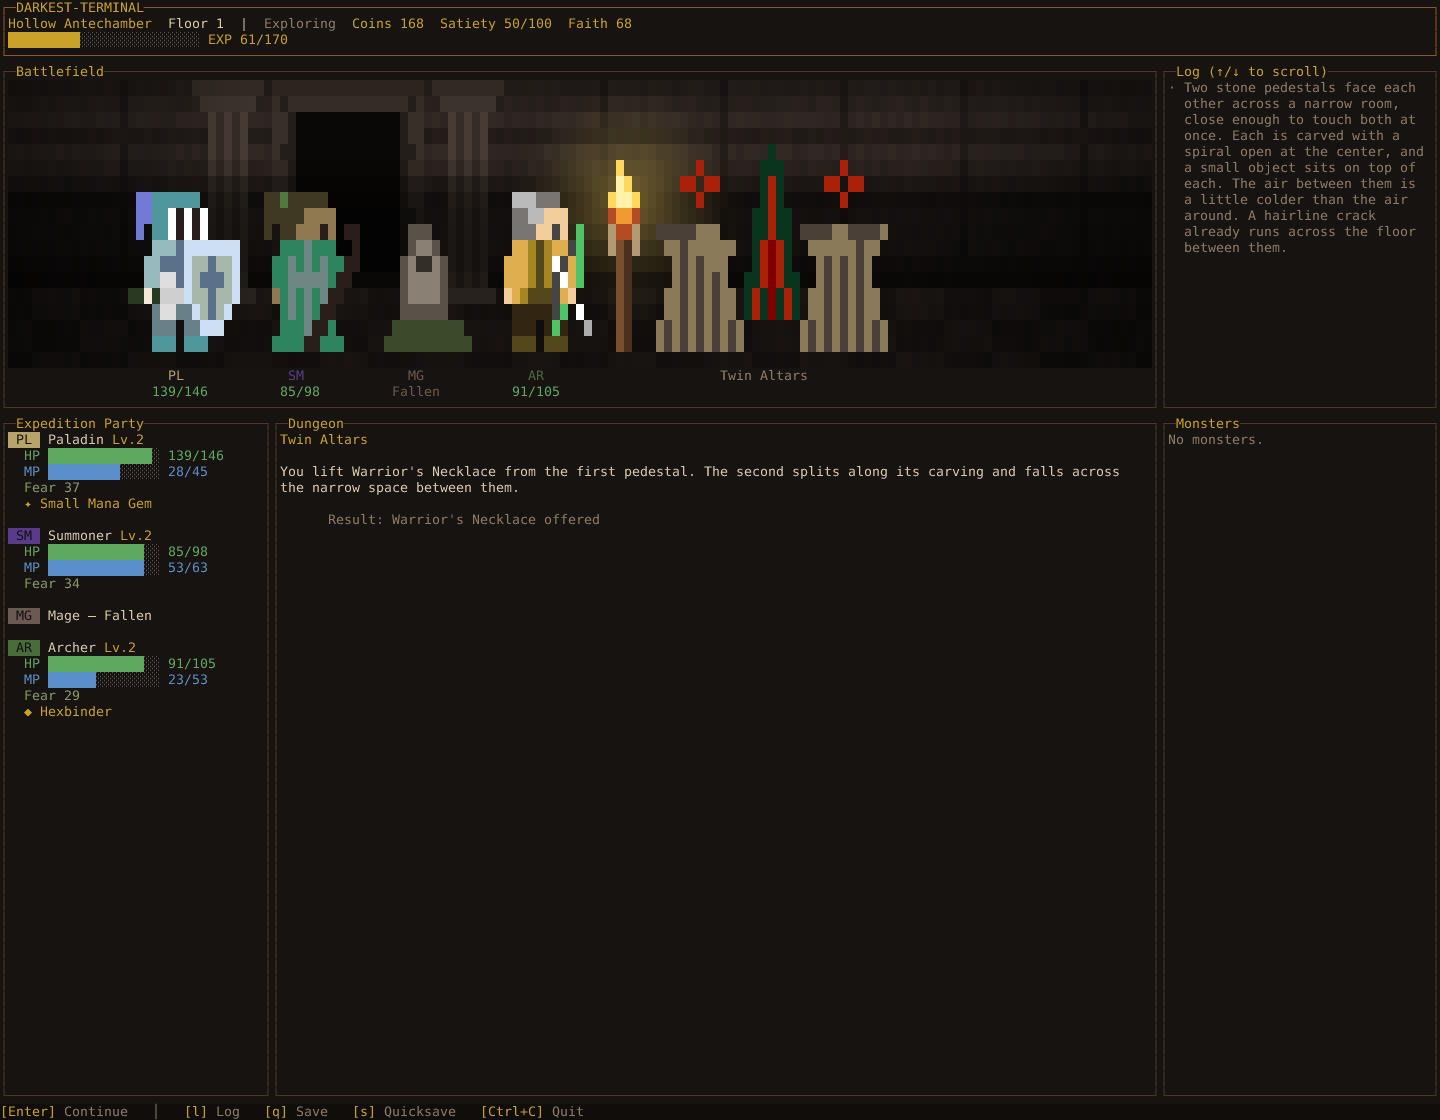 DARKEST-TERMINAL
Hollow Antechamber  Floor 1  |  Exploring  Coins 168  Satiety 50/100  Faith 68
EXP 61/170
Battlefield
PL
139/146
SM
85/98
MG
Fallen
AR
91/105
Twin Altars
Log (↑/↓ to scroll)
· Two stone pedestals face each
other across a narrow room,
close enough to touch both at
once. Each is carved with a
spiral open at the center, and
a small object sits on top of
each. The air between them is
a little colder than the air
around. A hairline crack
already runs across the floor
between them.
Expedition Party
PL Paladin Lv.2
HP 139/146
MP 28/45
Fear 37
✦ Small Mana Gem
SM Summoner Lv.2
HP 85/98
MP 53/63
Fear 34
MG Mage — Fallen
AR Archer Lv.2
HP 91/105
MP 23/53
Fear 29
◆ Hexbinder
Dungeon
Twin Altars
You lift Warrior's Necklace from the first pedestal. The second splits along its carving and falls across
the narrow space between them.
Result: Warrior's Necklace offered
Monsters
No monsters.
[Enter] Continue  │  [l] Log  [q] Save  [s] Quicksave  [Ctrl+C] Quit